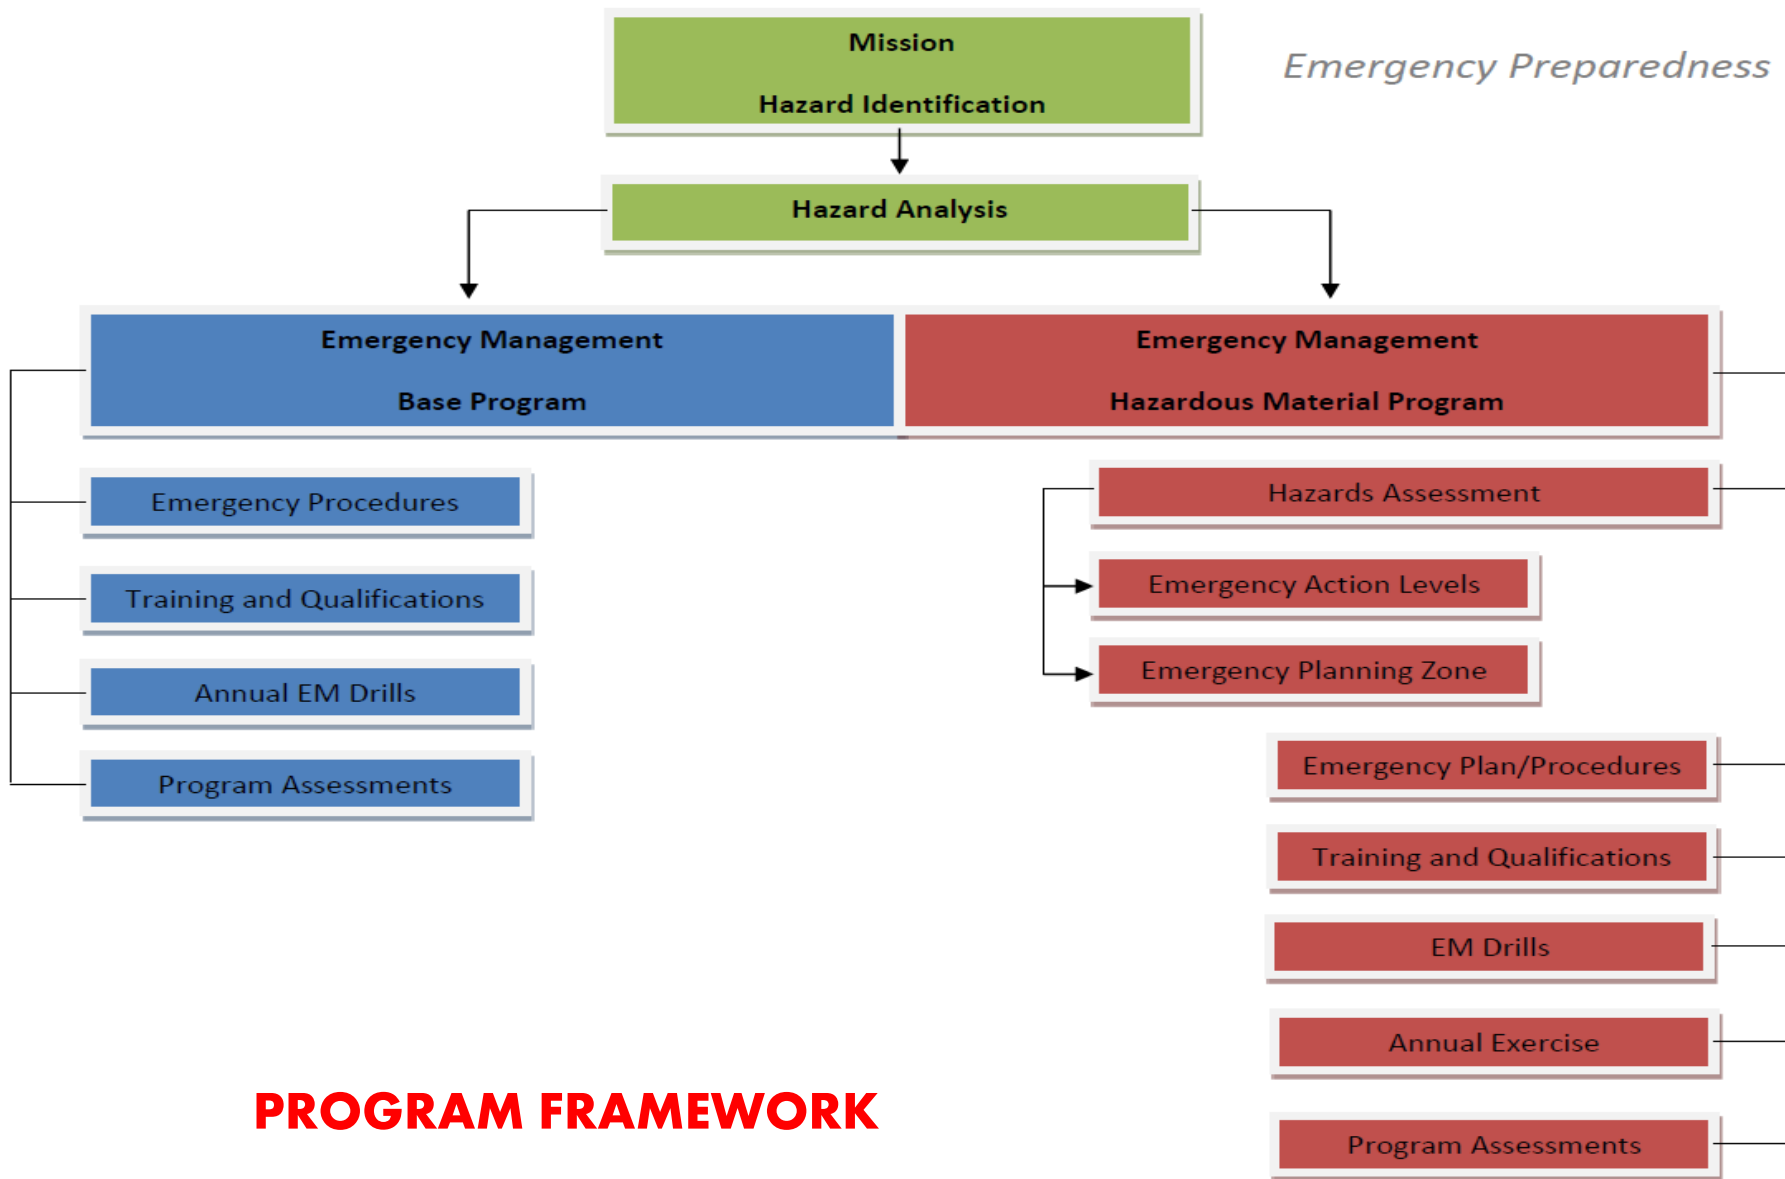 Mission
Hazard Identification
Emergency Preparedness
Hazard Analysis
Emergency Management
Base Program
Emergency Management
Hazardous Material Program
Emergency Procedures
Training and Qualifications
Annual EM Drills
Program Assessments
Hazards Assessment
Emergency Action Levels
Emergency Planning Zone
Emergency Plan/Procedures
Training and Qualifications
EM Drills
Annual Exercise
Program Assessments
PROGRAM FRAMEWORK